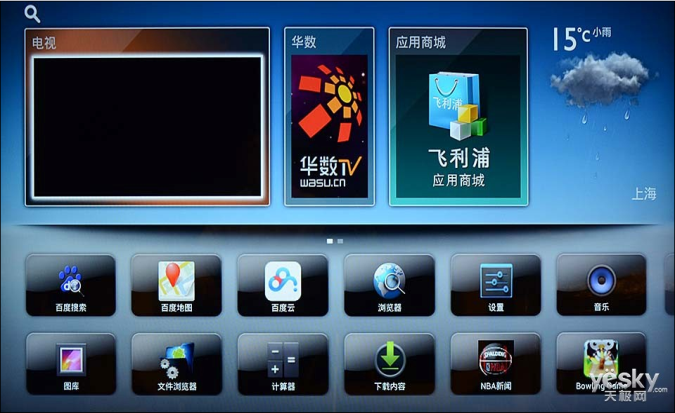 电视
华数
应用商城
15°C 小雨
飞利浦
华数TV
wasu.cn
飞利浦
应用商城
上海
百度搜索
百度地图
百度云
浏览器
设置
音乐
图库
文件浏览器
计算器
下载内容
NBA新闻
Bowling Game
yesky
天极网.com